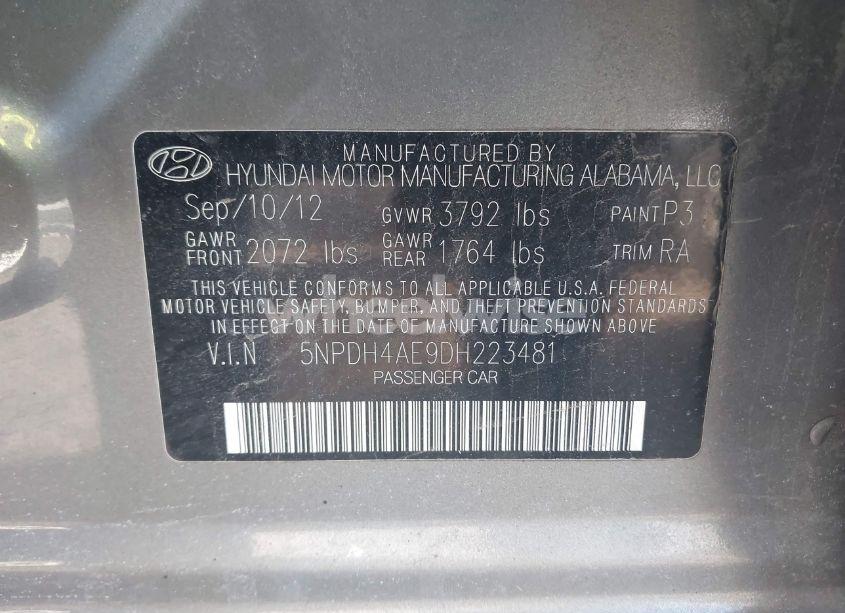 MANUFACTURED BY
HYUNDAI MOTOR MANUFACTURING ALABAMA, LLC
Sep/10/12 GVWR 3792 lbs PAINT P3
GAWR FRONT 2072 lbs GAWR REAR 1764 lbs TRIM RA
THIS VEHICLE CONFORMS TO ALL APPLICABLE U.S.A. FEDERAL
MOTOR VEHICLE SAFETY, BUMPER, AND THEFT PREVENTION STANDARDS
IN EFFECT ON THE DATE OF MANUFACTURE SHOWN ABOVE
V.I.N 5NPDH4AE9DH223481
PASSENGER CAR